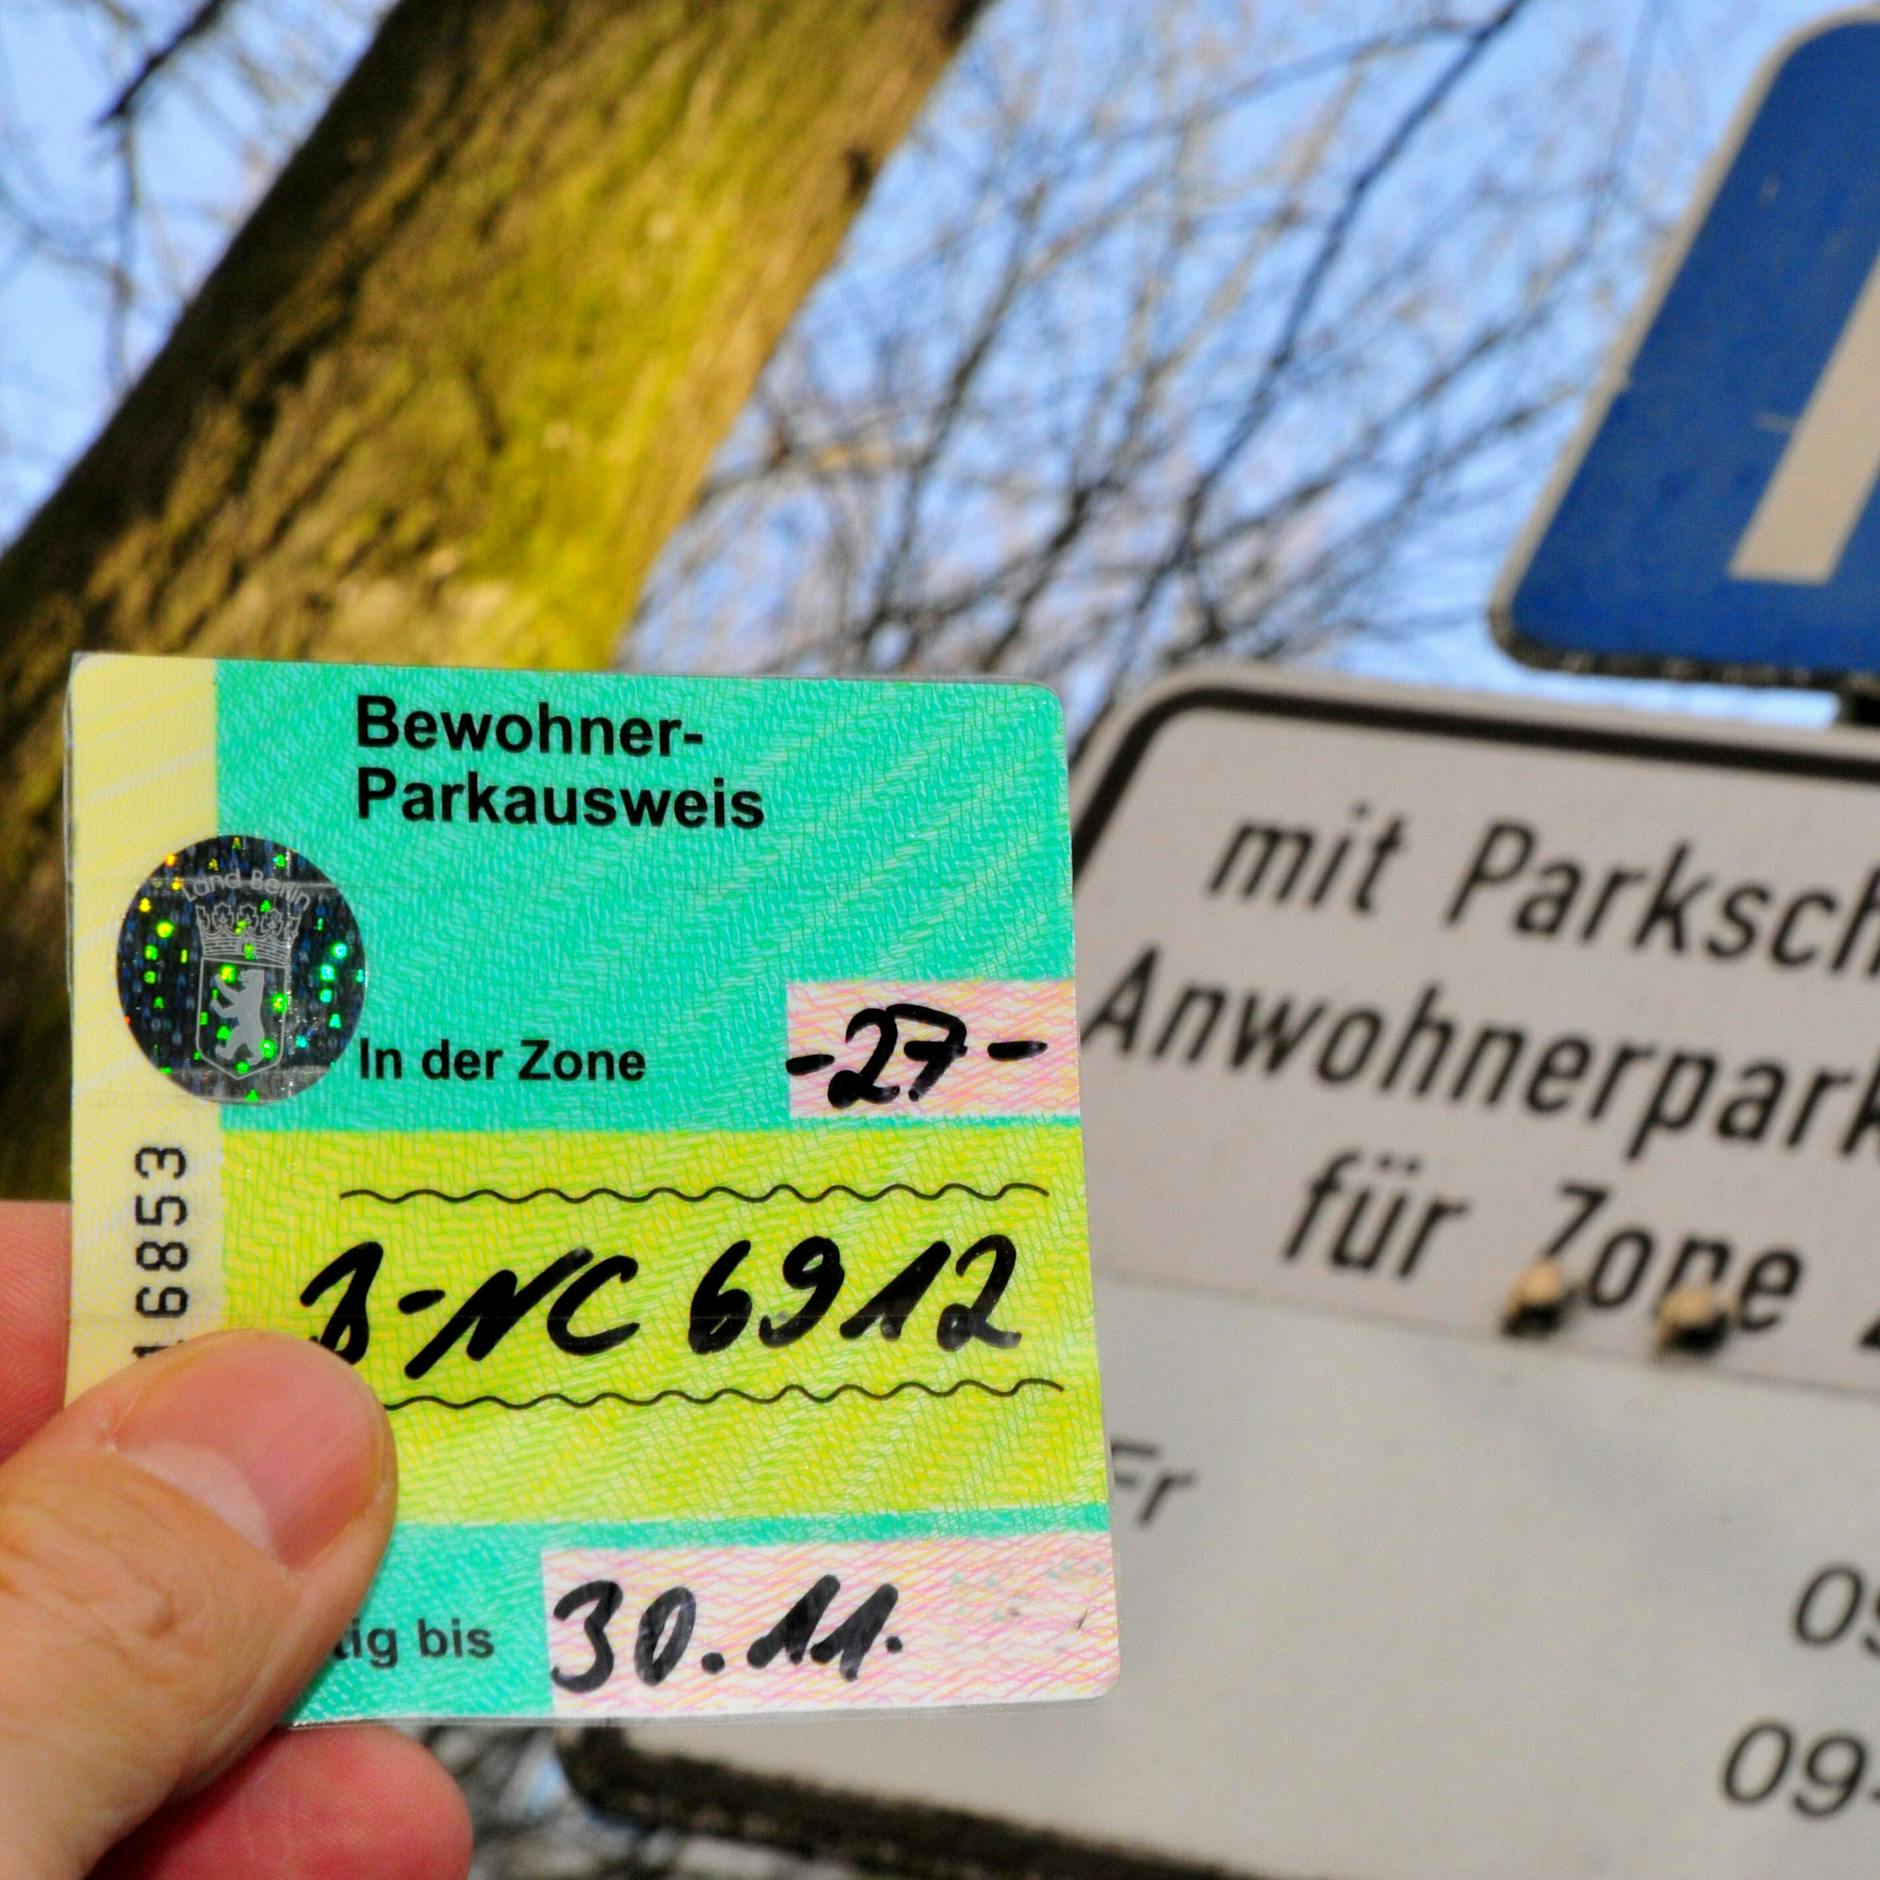 Bewohner-
Parkausweis
Land Berlin
In der Zone
-27-
B-NC 6912
16853
tig bis
30.11.
mit Parksch
Anwohnerpark
für Zone
Fr
09
09-